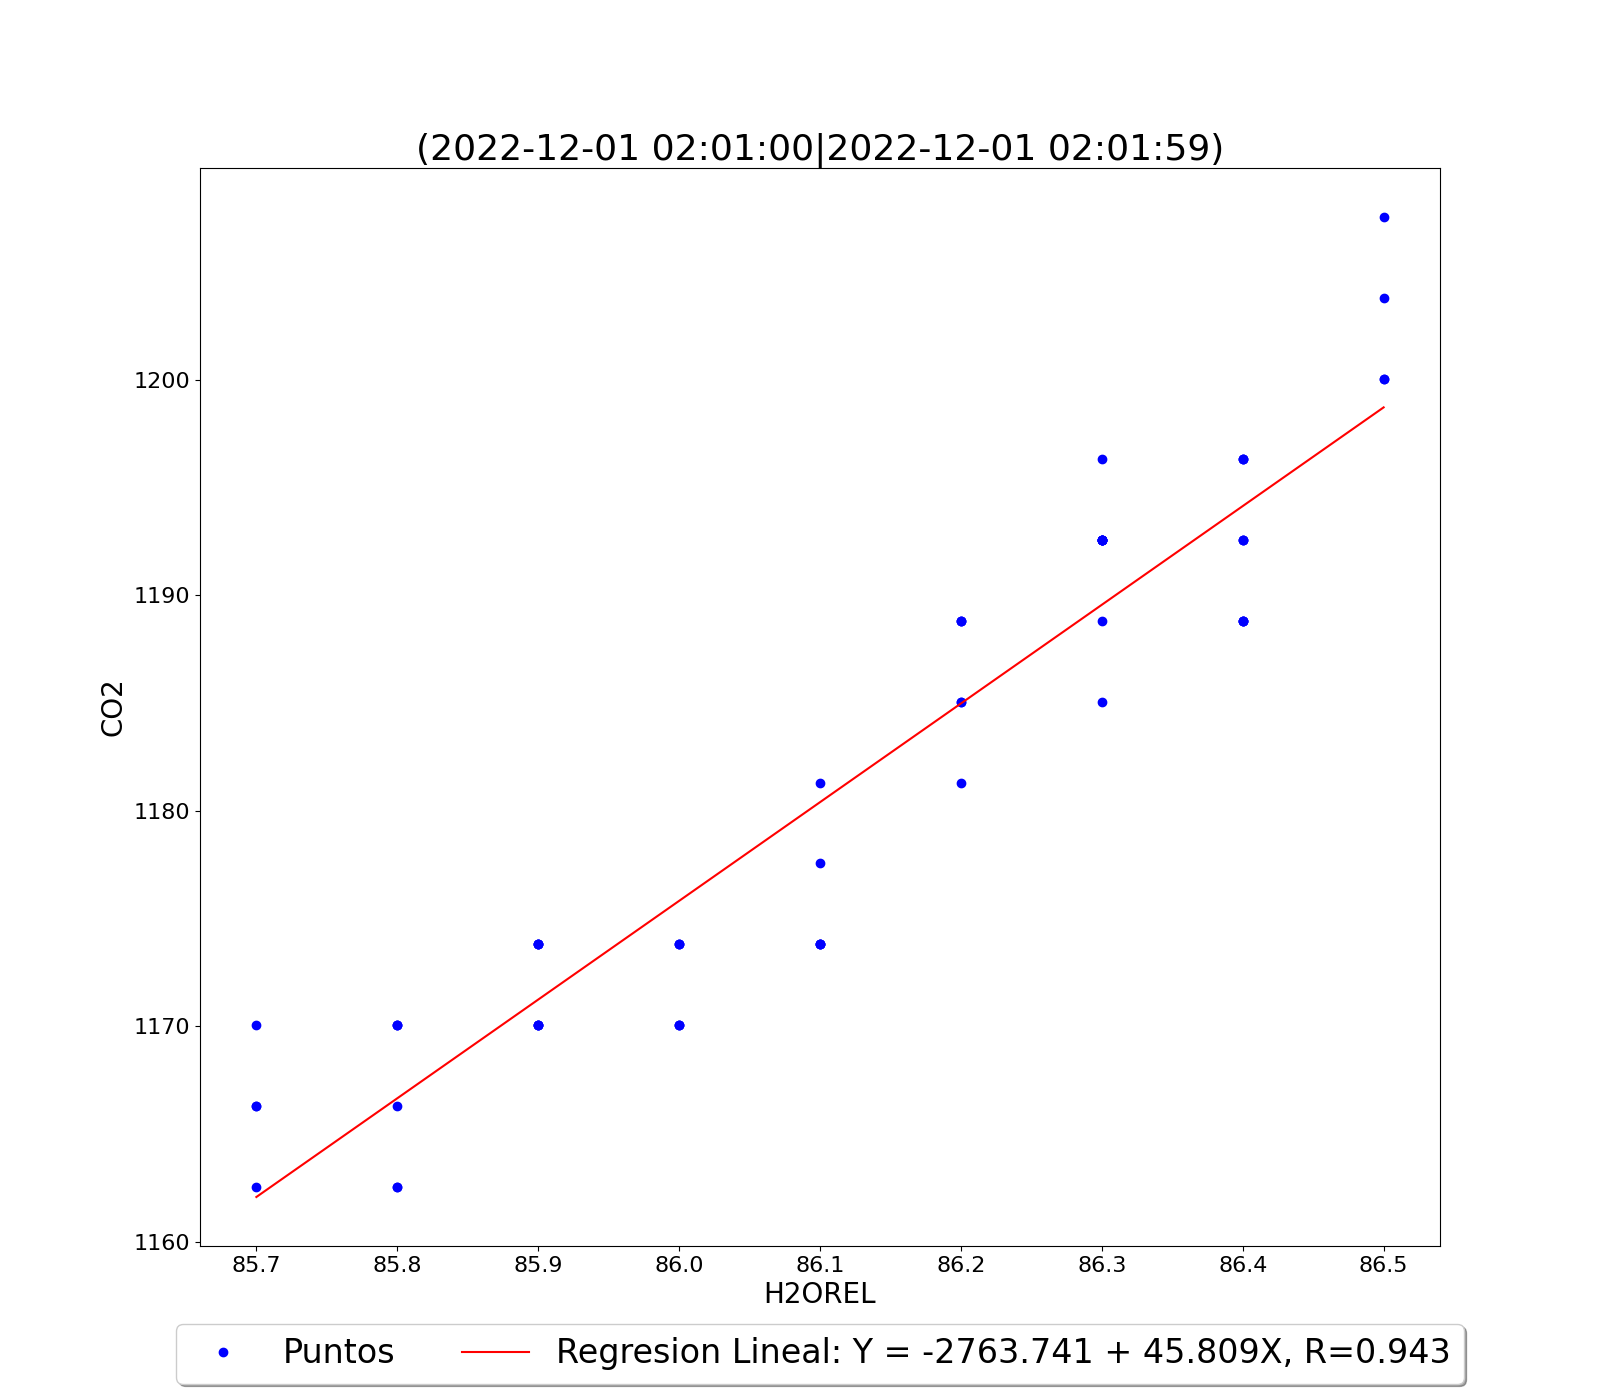 (2022-12-01 02:01:00|2022-12-01 02:01:59)
CO2
1200
1190
1180
1170
1160
85.7 85.8 85.9 86.0 86.1 86.2 86.3 86.4 86.5
H2OREL
Puntos Regresion Lineal: Y = -2763.741 + 45.809X, R=0.943